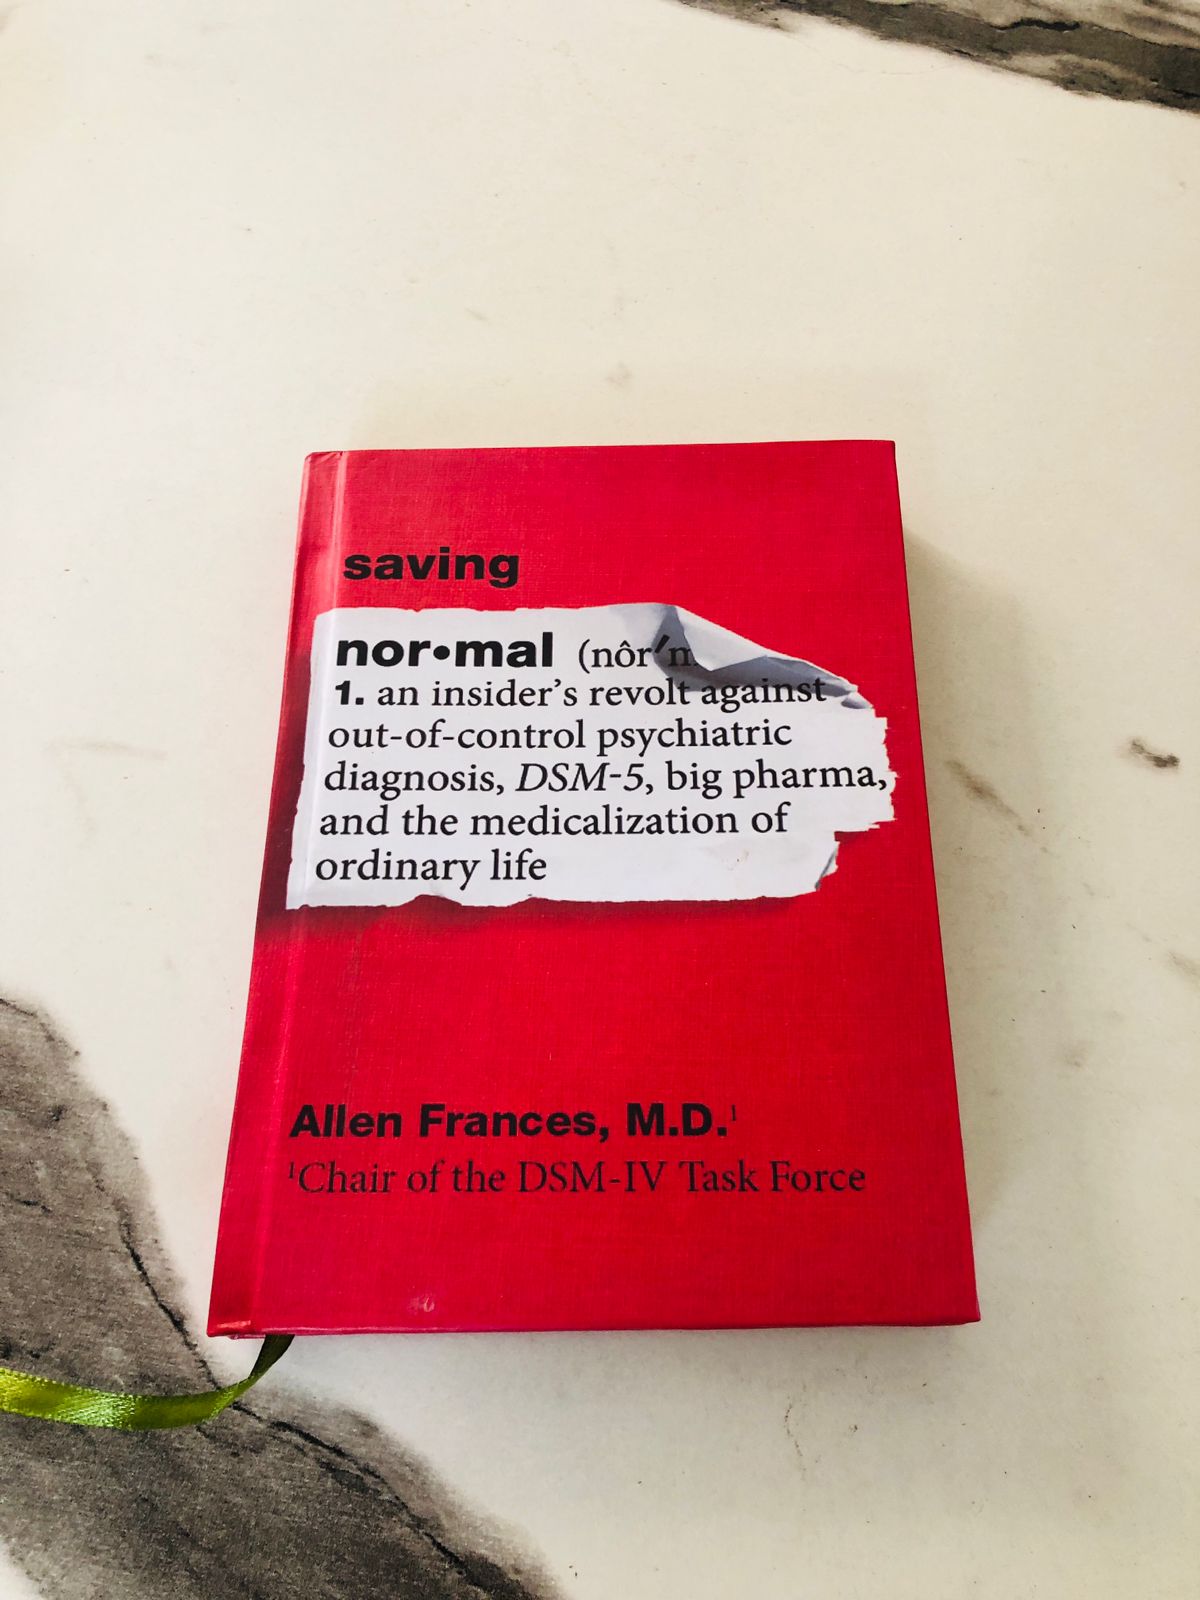 saving
nor•mal (nôr′m
1. an insider's revolt against
out-of-control psychiatric
diagnosis, DSM-5, big pharma,
and the medicalization of
ordinary life
Allen Frances, M.D.¹
¹Chair of the DSM-IV Task Force